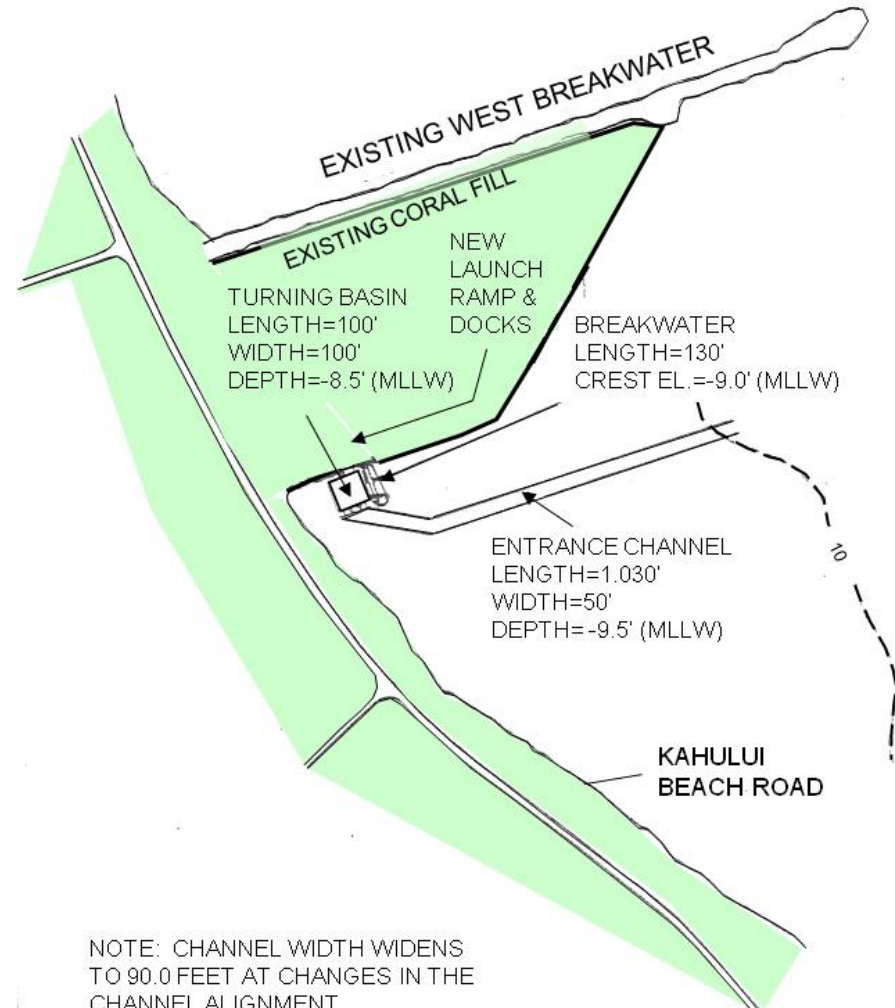 EXISTING WEST BREAKWATER
EXISTING CORAL FILL
NEW
LAUNCH
RAMP &
DOCKS
TURNING BASIN
LENGTH=100'
WIDTH=100'
DEPTH=-8.5' (MLLW)
BREAKWATER
LENGTH=130'
CREST EL.=-9.0' (MLLW)
ENTRANCE CHANNEL
LENGTH=1.030'
WIDTH=50'
DEPTH=-9.5' (MLLW)
10
KAHULUI
BEACH ROAD
NOTE: CHANNEL WIDTH WIDENS
TO 90.0 FEET AT CHANGES IN THE
CHANNEL ALIGNMENT